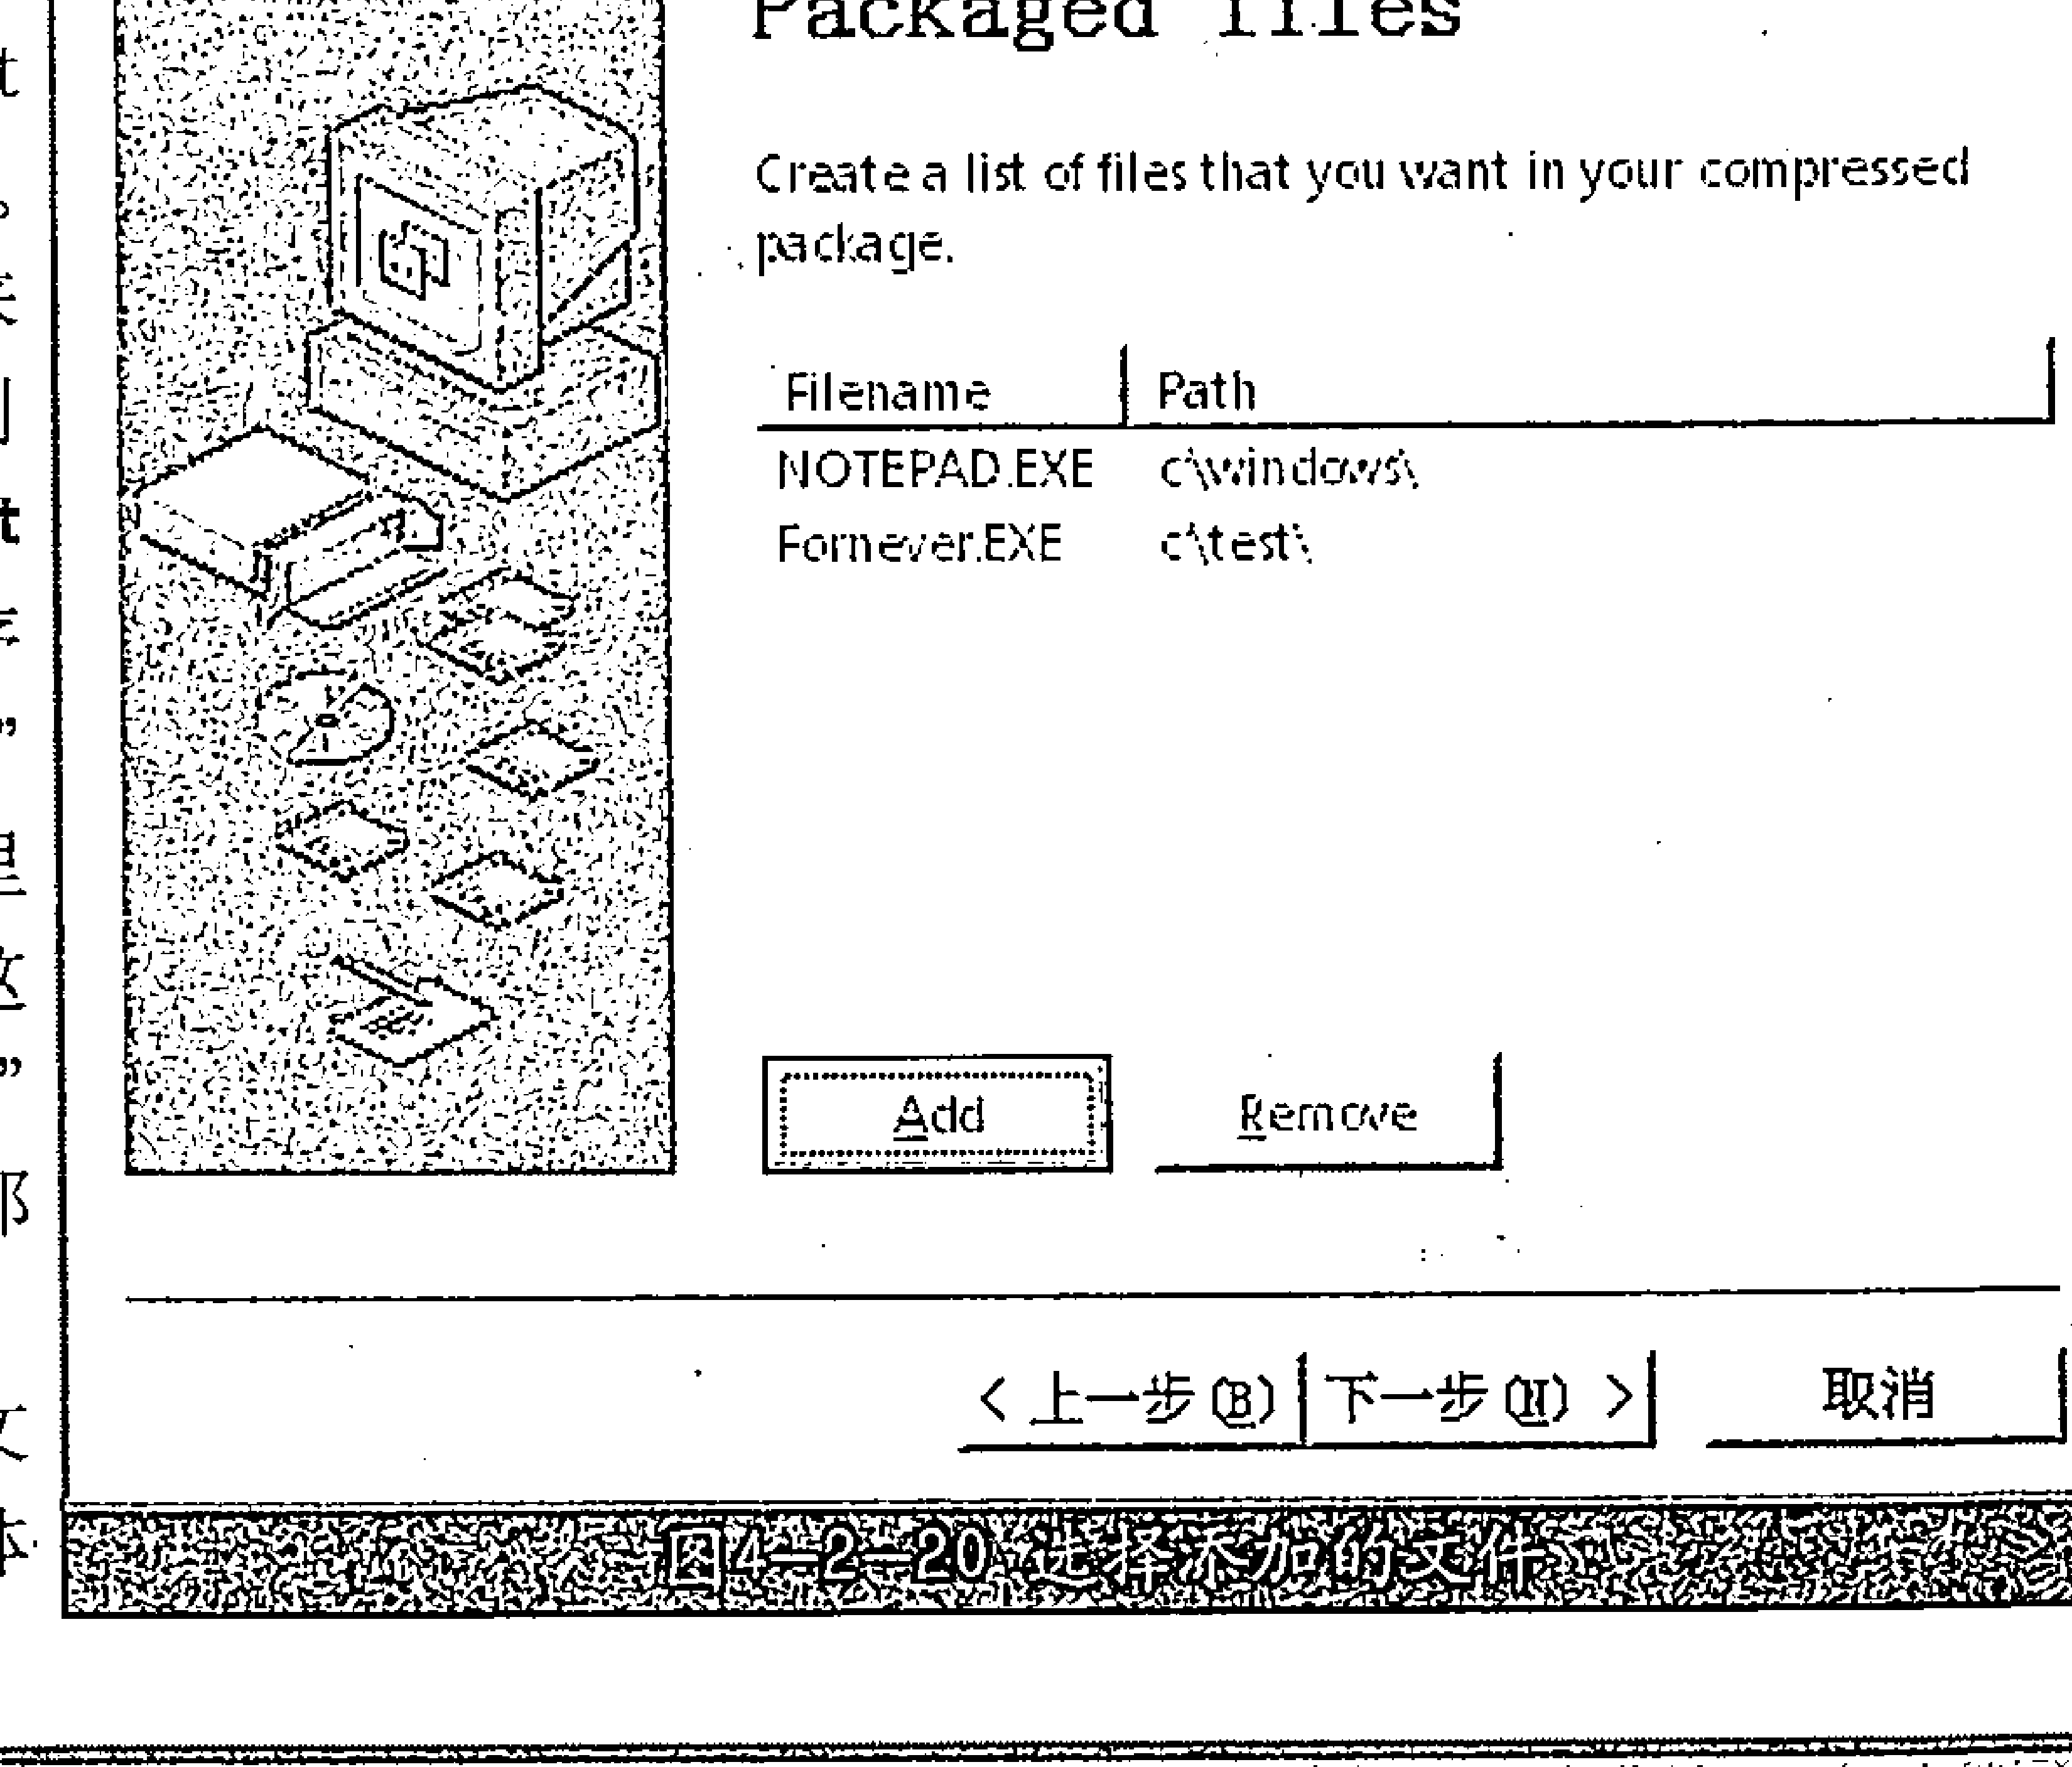 Packaged files
Create a list of files that you want in your compressed
package.
Filename Path
NOTEPAD.EXE c:\windows\
Fornever.EXE c:\test\
Add Remove
< 上一步(B) 下一步(N) > 取消
图4-2-20 选择添加的文件